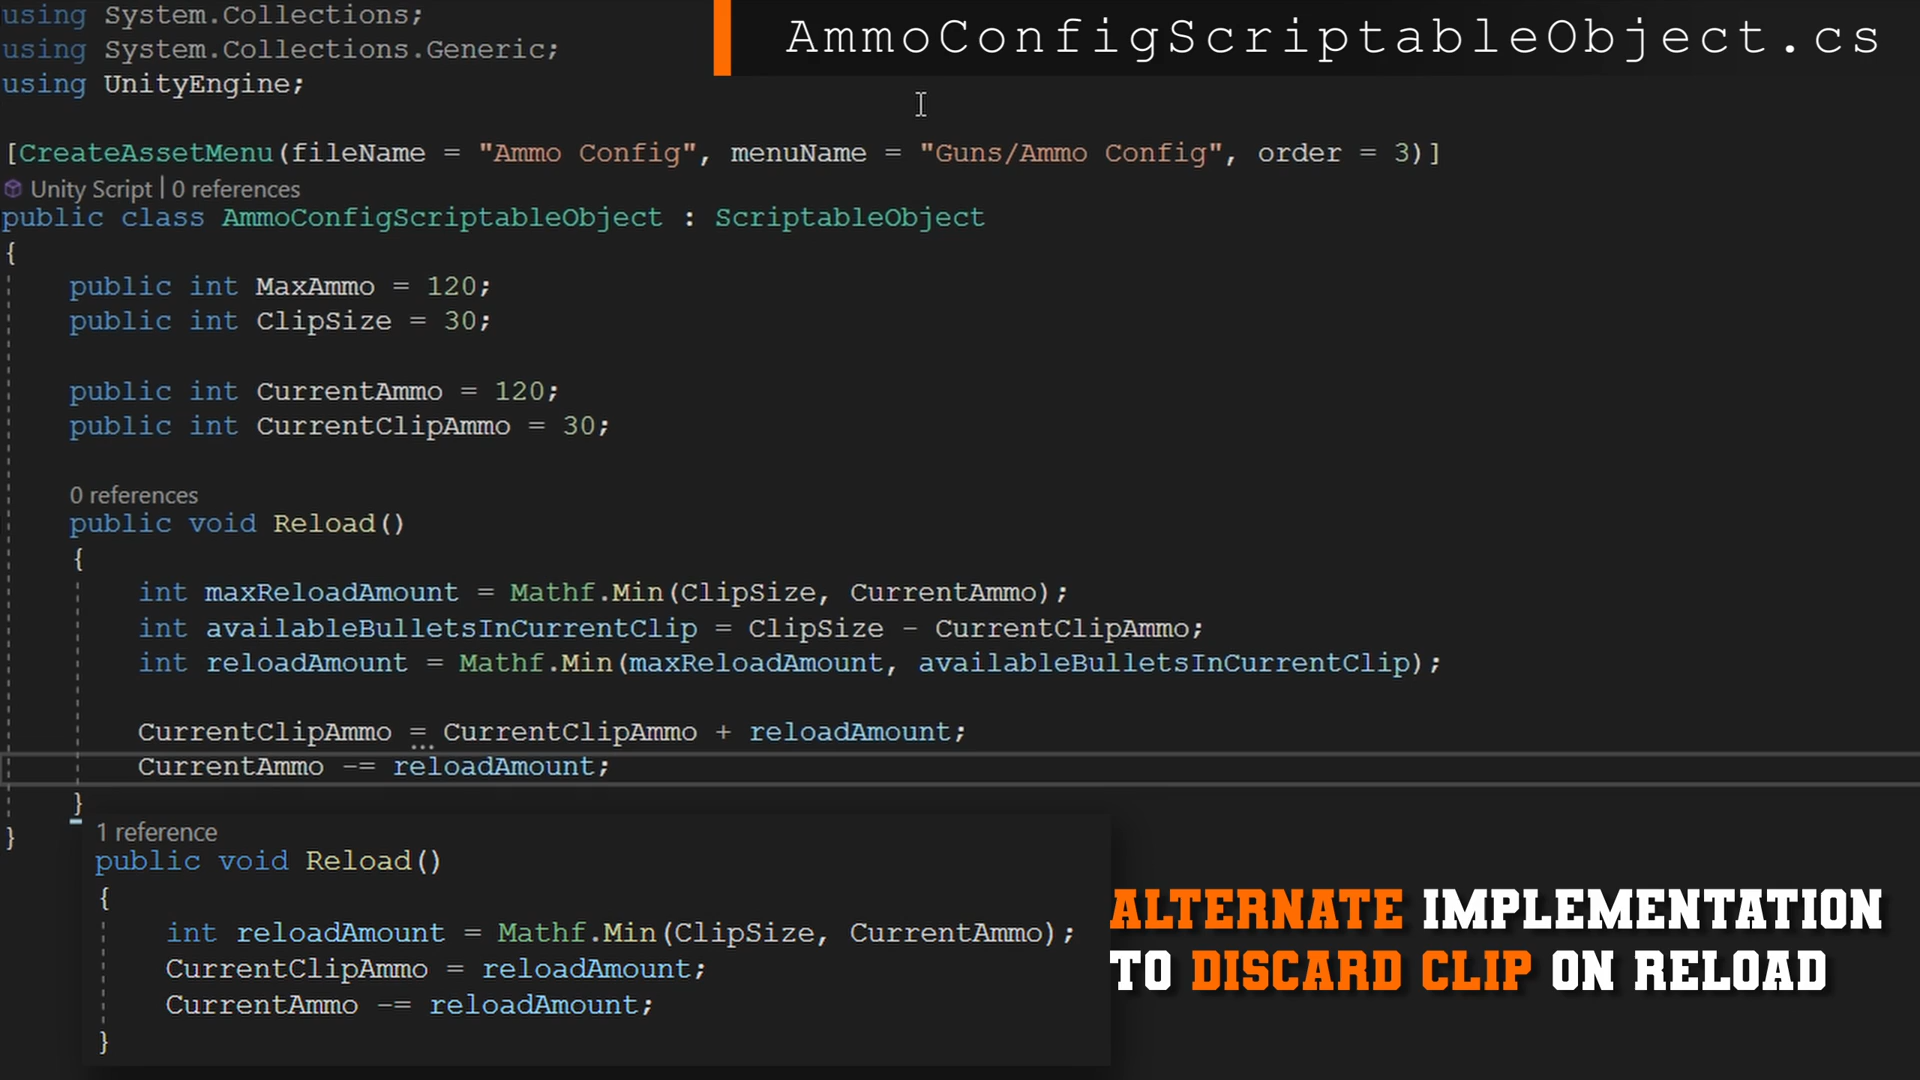 using System.Collections;
AmmoConfigScriptableObject.cs
using System.Collections.Generic;
using UnityEngine;
[CreateAssetMenu(fileName = "Ammo Config", menuName = "Guns/Ammo Config", order = 3)]
Unity Script | 0 references
public class AmmoConfigScriptableObject : ScriptableObject
{
public int MaxAmmo = 120;
public int ClipSize = 30;
public int CurrentAmmo = 120;
public int CurrentClipAmmo = 30;
0 references
public void Reload()
{
int maxReloadAmount = Mathf.Min(ClipSize, CurrentAmmo);
int availableBulletsInCurrentClip = ClipSize - CurrentClipAmmo;
int reloadAmount = Mathf.Min(maxReloadAmount, availableBulletsInCurrentClip);
CurrentClipAmmo = CurrentClipAmmo + reloadAmount;
CurrentAmmo -= reloadAmount;
}
}
1 reference
public void Reload()
{
int reloadAmount = Mathf.Min(ClipSize, CurrentAmmo);
CurrentClipAmmo = reloadAmount;
CurrentAmmo -= reloadAmount;
}
ALTERNATE IMPLEMENTATION
TO DISCARD CLIP ON RELOAD